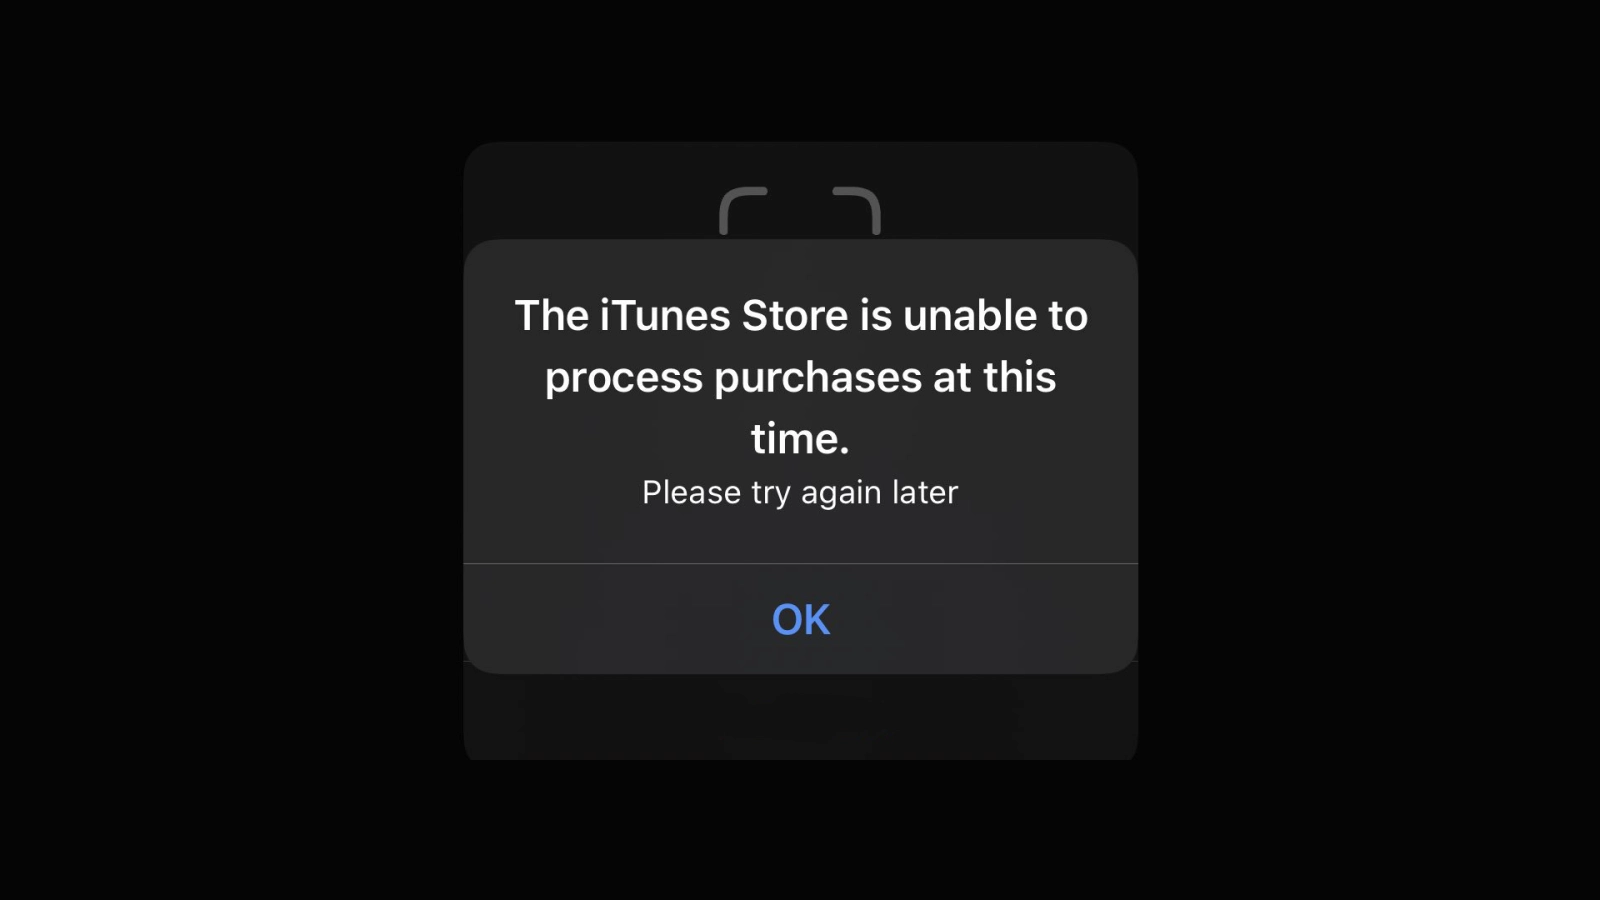 The iTunes Store is unable to
process purchases at this
time.
Please try again later
OK